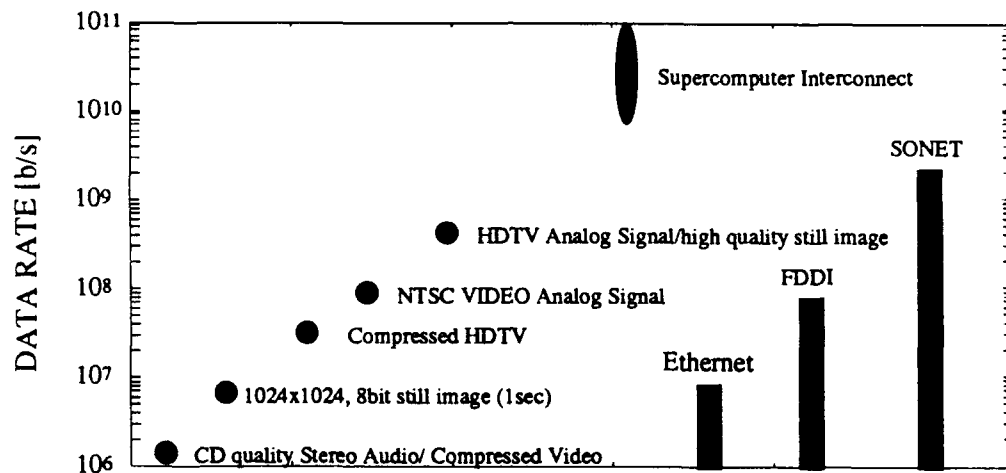 DATA RATE [b/s]
10¹¹
10¹⁰
10⁹
10⁸
10⁷
10⁶
Supercomputer Interconnect
SONET
HDTV Analog Signal/high quality still image
FDDI
NTSC VIDEO Analog Signal
Compressed HDTV
Ethernet
1024x1024, 8bit still image (1sec)
CD quality Stereo Audio/ Compressed Video